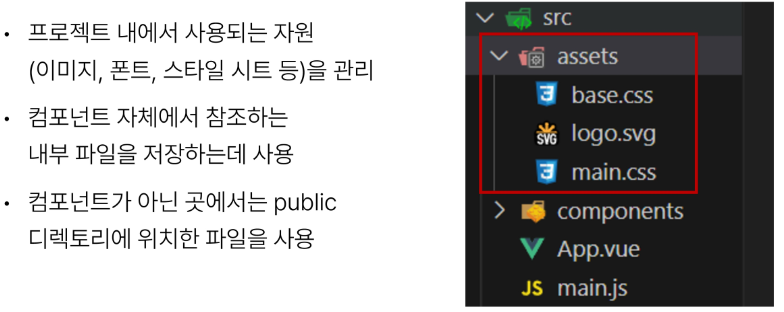 • 프로젝트 내에서 사용되는 자원
(이미지, 폰트, 스타일 시트 등)을 관리
• 컴포넌트 자체에서 참조하는
내부 파일을 저장하는데 사용
• 컴포넌트가 아닌 곳에서는 public
디렉토리에 위치한 파일을 사용
src
assets
base.css
SVG logo.svg
main.css
components
App.vue
JS main.js